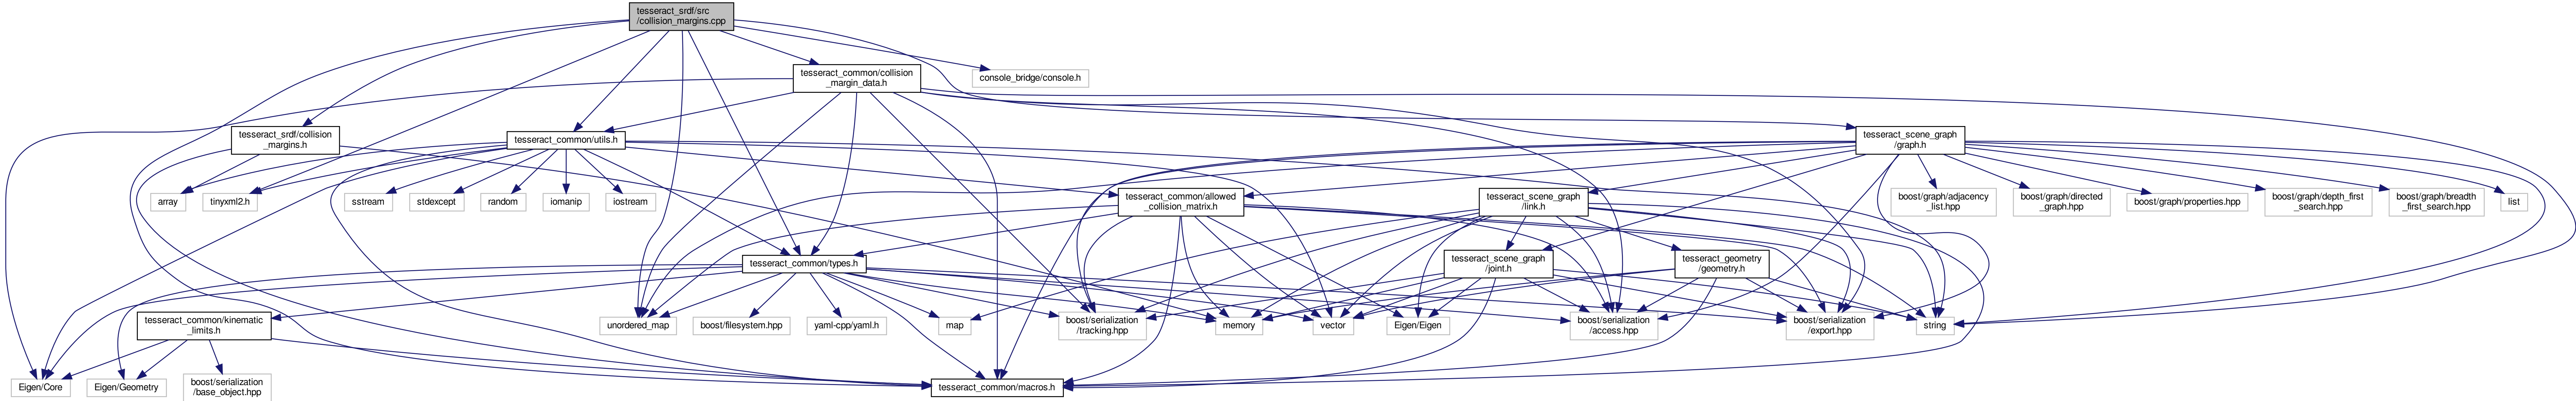 tesseract_srdf/src
/collision_margins.cpp
tesseract_common/collision
_margin_data.h
console_bridge/console.h
tesseract_srdf/collision
_margins.h
tesseract_common/utils.h
tesseract_scene_graph
/graph.h
array
tinyxml2.h
sstream
stdexcept
random
iomanip
iostream
tesseract_common/allowed
_collision_matrix.h
tesseract_scene_graph
/link.h
boost/graph/adjacency
_list.hpp
boost/graph/directed
_graph.hpp
boost/graph/properties.hpp
boost/graph/depth_first
_search.hpp
boost/graph/breadth
_first_search.hpp
list
tesseract_common/types.h
tesseract_scene_graph
/joint.h
tesseract_geometry
/geometry.h
tesseract_common/kinematic
_limits.h
unordered_map
boost/filesystem.hpp
yaml-cpp/yaml.h
map
boost/serialization
/tracking.hpp
memory
vector
Eigen/Eigen
boost/serialization
/access.hpp
boost/serialization
/export.hpp
string
Eigen/Core
Eigen/Geometry
boost/serialization
/base_object.hpp
tesseract_common/macros.h